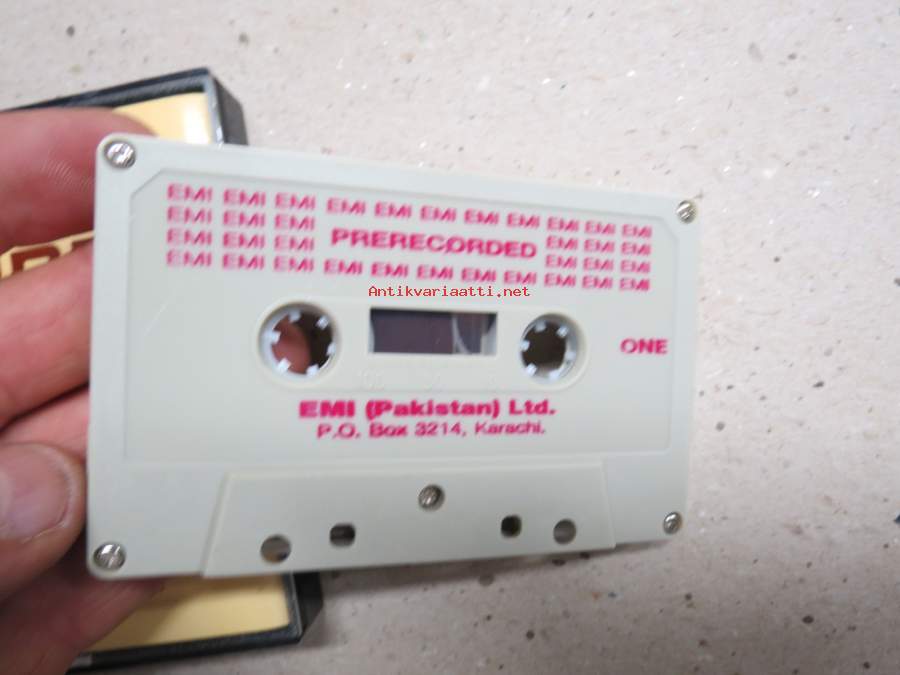 EMI EMI EMI EMI EMI EMI EMI EMI EMI EMI EMI
EMI EMI EMI EMI EMI EMI
PRERECORDED
EMI EMI EMI EMI EMI EMI
EMI EMI EMI EMI EMI EMI EMI EMI EMI EMI EMI
Antikvariaatti.net
ONE
EMI (Pakistan) Ltd.
P.O. Box 3214, Karachi.